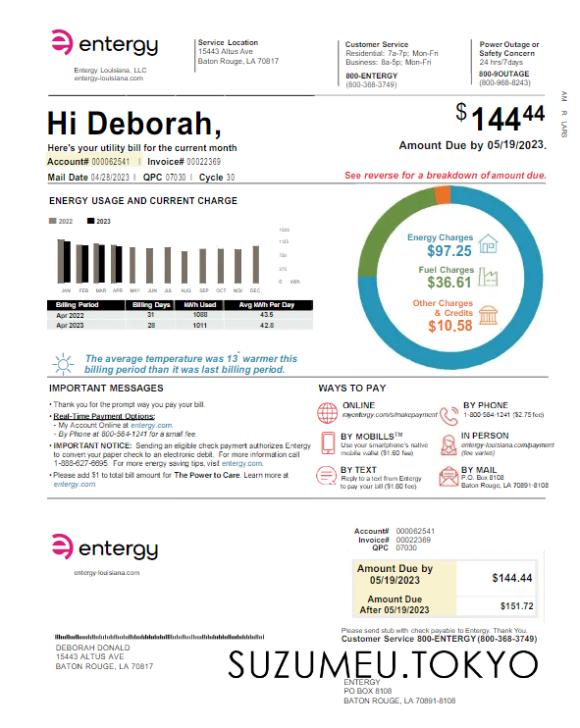 entergy
Entergy Louisiana, LLC
entergy-louisiana.com
Service Location
15443 Altus Ave
Baton Rouge, LA 70817
Customer Service
Residential: 7a-7p; Mon-Fri
Business: 8a-5p; Mon-Fri
800-ENTERGY
(800-368-3749)
Power Outage or
Safety Concern
24 hrs/7days
800-9OUTAGE
(800-968-8243)
Hi Deborah,
Here's your utility bill for the current month
Account# 000062541 | Invoice# 00022369
Mail Date 04/28/2023 | QPC 07030 | Cycle 30
$144.44
Amount Due by 05/19/2023.
See reverse for a breakdown of amount due.
ENERGY USAGE AND CURRENT CHARGE
2022 2023
JAN FEB MAR APR MAY JUN JUL AUG SEP OCT NOV DEC
0 kWh
Billing Period Billing Days kWh Used Avg kWh Per Day
Apr 2022 31 1088 43.5
Apr 2023 28 1011 42.8
Energy Charges
$97.25
Fuel Charges
$36.61
Other Charges
& Credits
$10.58
The average temperature was 13° warmer this
billing period than it was last billing period.
IMPORTANT MESSAGES
• Thank you for the prompt way you pay your bill.
• Real-Time Payment Options:
- My Account Online at entergy.com.
- By Phone at 800-584-1241 for a small fee.
• IMPORTANT NOTICE: Sending an eligible check payment authorizes Entergy
to convert your paper check to an electronic debit. For more information call
1-888-627-6695. For more energy saving tips, visit entergy.com.
• Please add $1 to total bill amount for The Power to Care. Learn more at
entergy.com
WAYS TO PAY
ONLINE
myentergy.com/s/makepayment
BY PHONE
1-800-584-1241 ($2.75 fee)
BY MOBILLS™
Use your smartphone's native
mobile wallet ($1.60 fee)
IN PERSON
entergy-louisiana.com/payment
(fee varies)
BY TEXT
Reply to a text from Entergy
to pay your bill ($1.60 fee)
BY MAIL
P.O. Box 8108
Baton Rouge, LA 70891-8108
entergy
entergy-louisiana.com
Account# 000062541
Invoice# 00022369
QPC 07030
Amount Due by
05/19/2023
$144.44
Amount Due
After 05/19/2023
$151.72
Please send stub with check payable to Entergy. Thank You.
Customer Service 800-ENTERGY (800-368-3749)
DEBORAH DONALD
15443 ALTUS AVE
BATON ROUGE, LA 70817
SUZUMEU.TOKYO
ENTERGY
PO BOX 8108
BATON ROUGE, LA 70891-8108